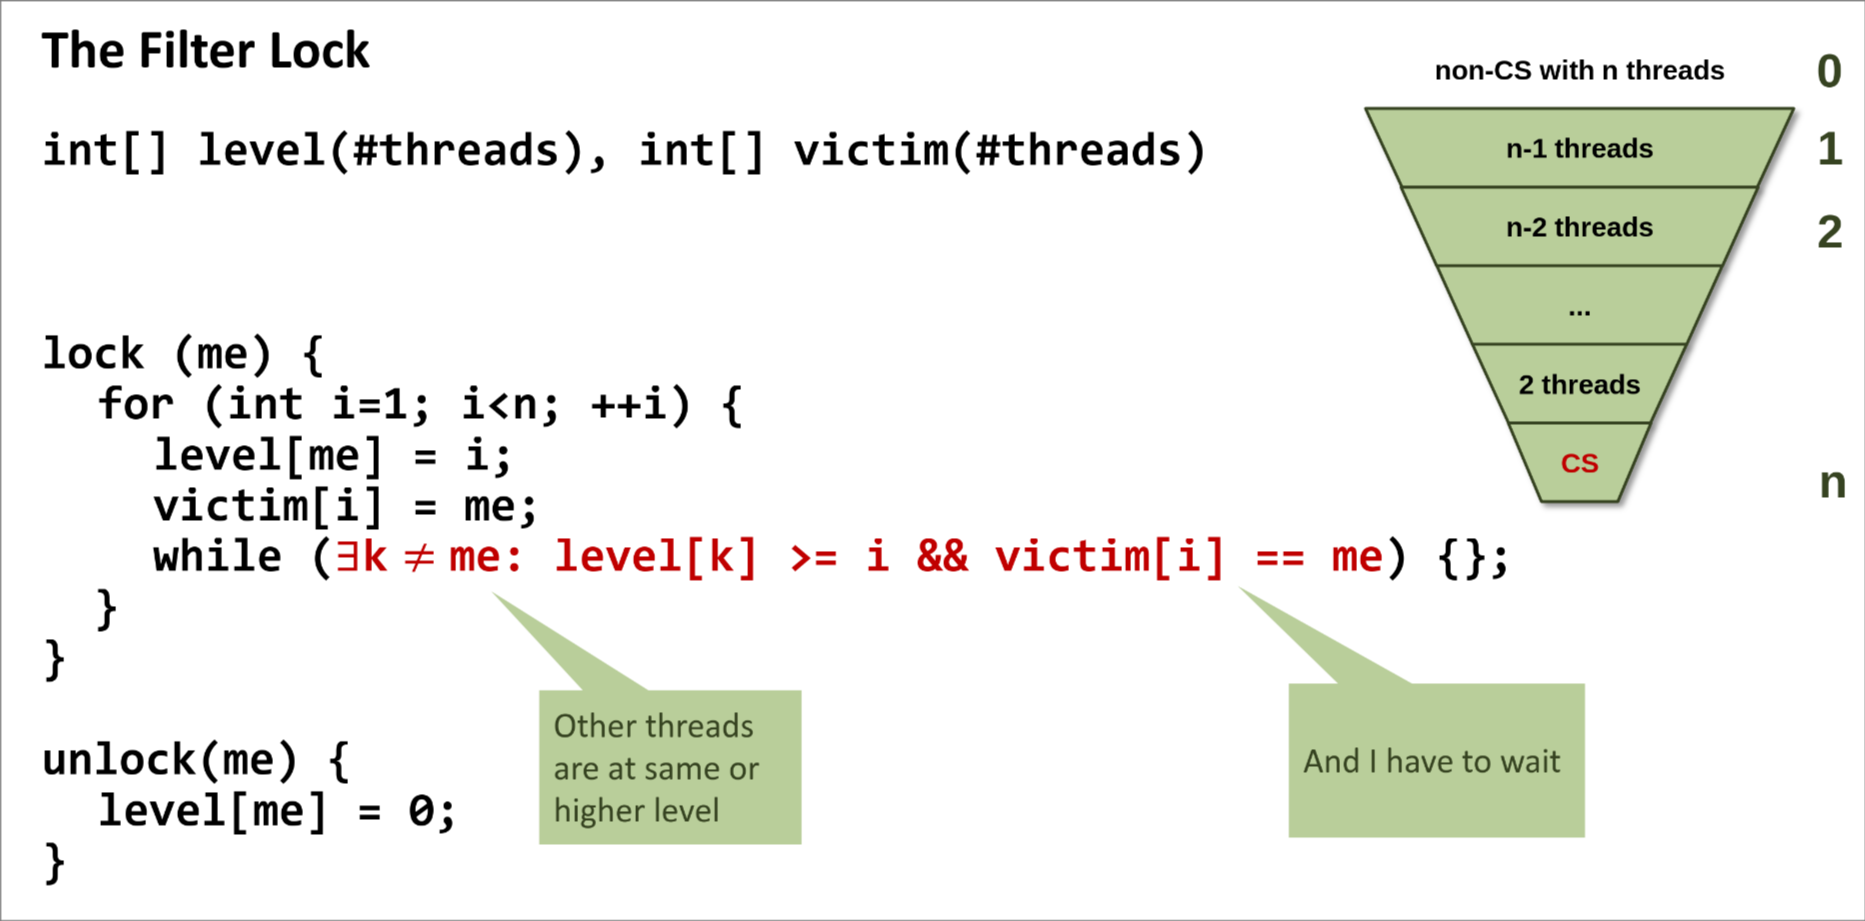 The Filter Lock
int[] level(#threads), int[] victim(#threads)
non-CS with n threads
0
n-1 threads
1
n-2 threads
2
...
2 threads
CS
n
lock (me) {
for (int i=1; i<n; ++i) {
level[me] = i;
victim[i] = me;
while (∃k ≠ me: level[k] >= i && victim[i] == me) {};
}
}
Other threads
are at same or
higher level
And I have to wait
unlock(me) {
level[me] = 0;
}